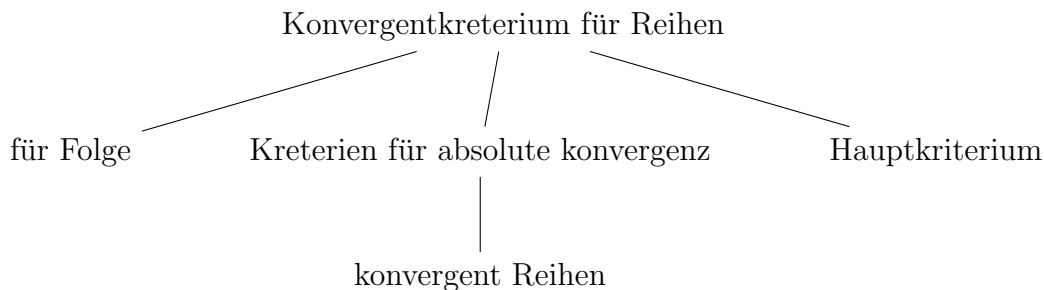 Konvergentkreterium für Reihen
für Folge
Kreterien für absolute konvergenz
Hauptkriterium
konvergent Reihen